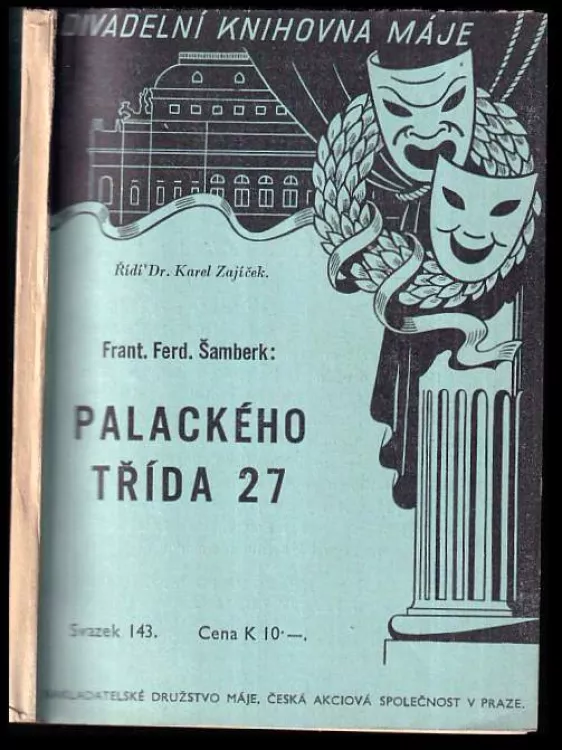 DIVADELNÍ KNIHOVNA MÁJE
Řídí Dr. Karel Zajíček.
Frant. Ferd. Šamberk:
PALACKÉHO
TŘÍDA 27
Svazek 143. Cena K 10·—.
NAKLADATELSKÉ DRUŽSTVO MÁJE, ČESKÁ AKCIOVÁ SPOLEČNOST V PRAZE.